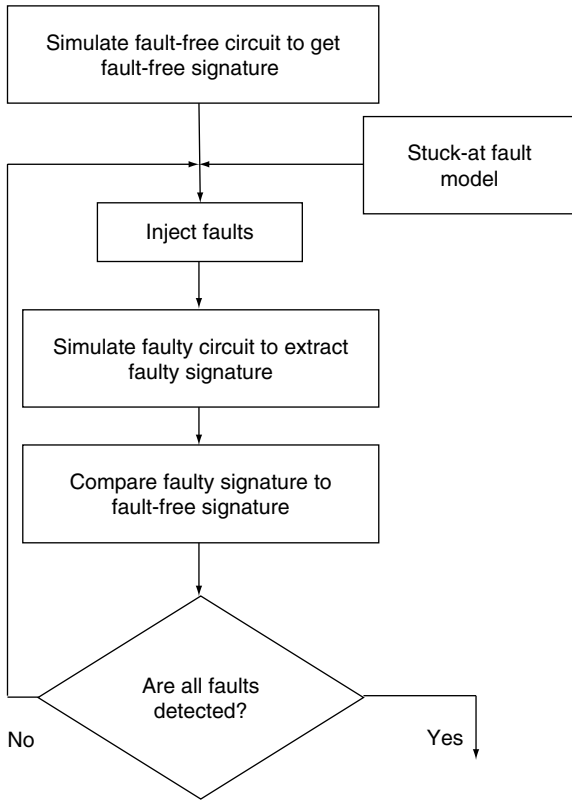 Simulate fault-free circuit to get
fault-free signature
Stuck-at fault
model
Inject faults
Simulate faulty circuit to extract
faulty signature
Compare faulty signature to
fault-free signature
Are all faults
detected?
No
Yes